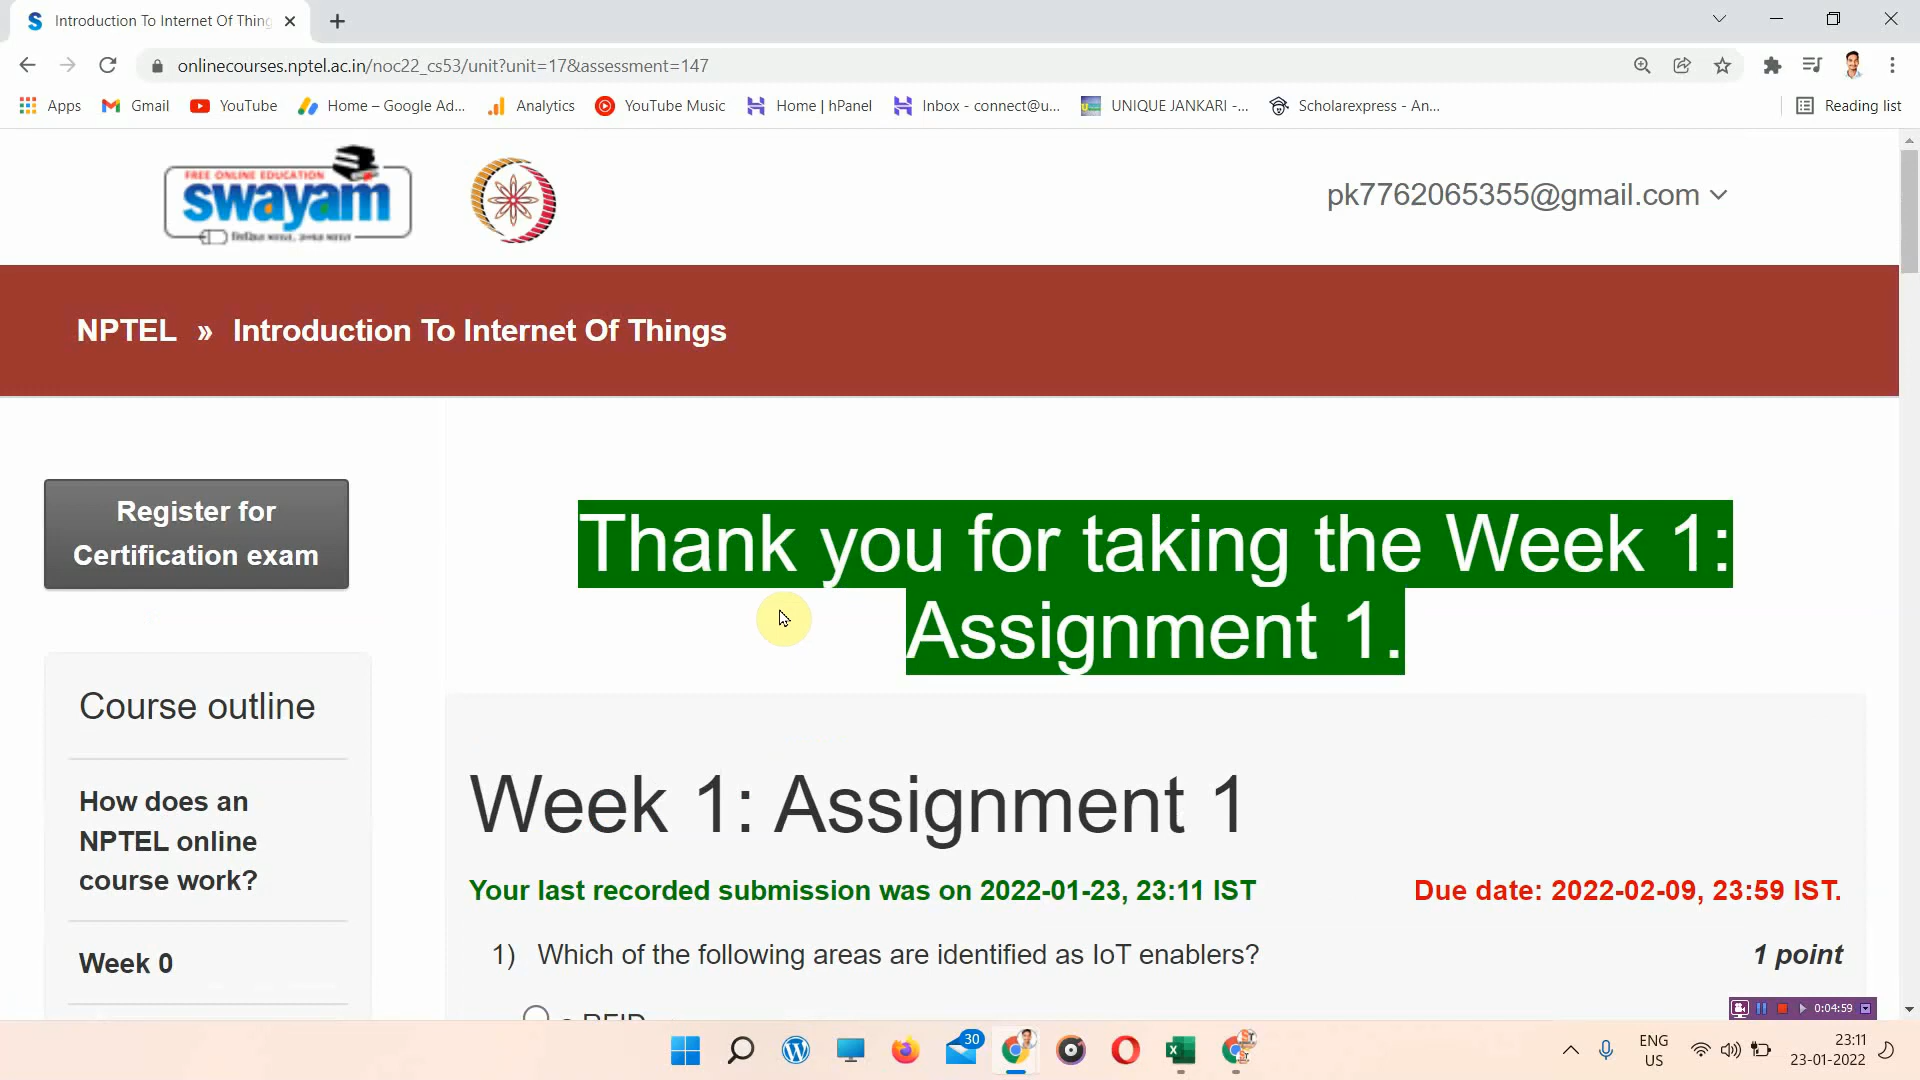 Introduction To Internet Of Thing
onlinecourses.nptel.ac.in/noc22_cs53/unit?unit=17&assessment=147
Apps
Gmail
YouTube
Home – Google Ad...
Analytics
YouTube Music
Home | hPanel
Inbox - connect@u...
UNIQUE JANKARI -...
Scholarexpress - An...
Reading list
FREE ONLINE EDUCATION
swayam
pk7762065355@gmail.com
NPTEL » Introduction To Internet Of Things
Register for
Certification exam
Thank you for taking the Week 1:
Assignment 1.
Course outline
How does an
NPTEL online
course work?
Week 0
Week 1: Assignment 1
Your last recorded submission was on 2022-01-23, 23:11 IST
Due date: 2022-02-09, 23:59 IST.
1) Which of the following areas are identified as IoT enablers?
1 point
0:04:59
30
ENG
US
23:11
23-01-2022